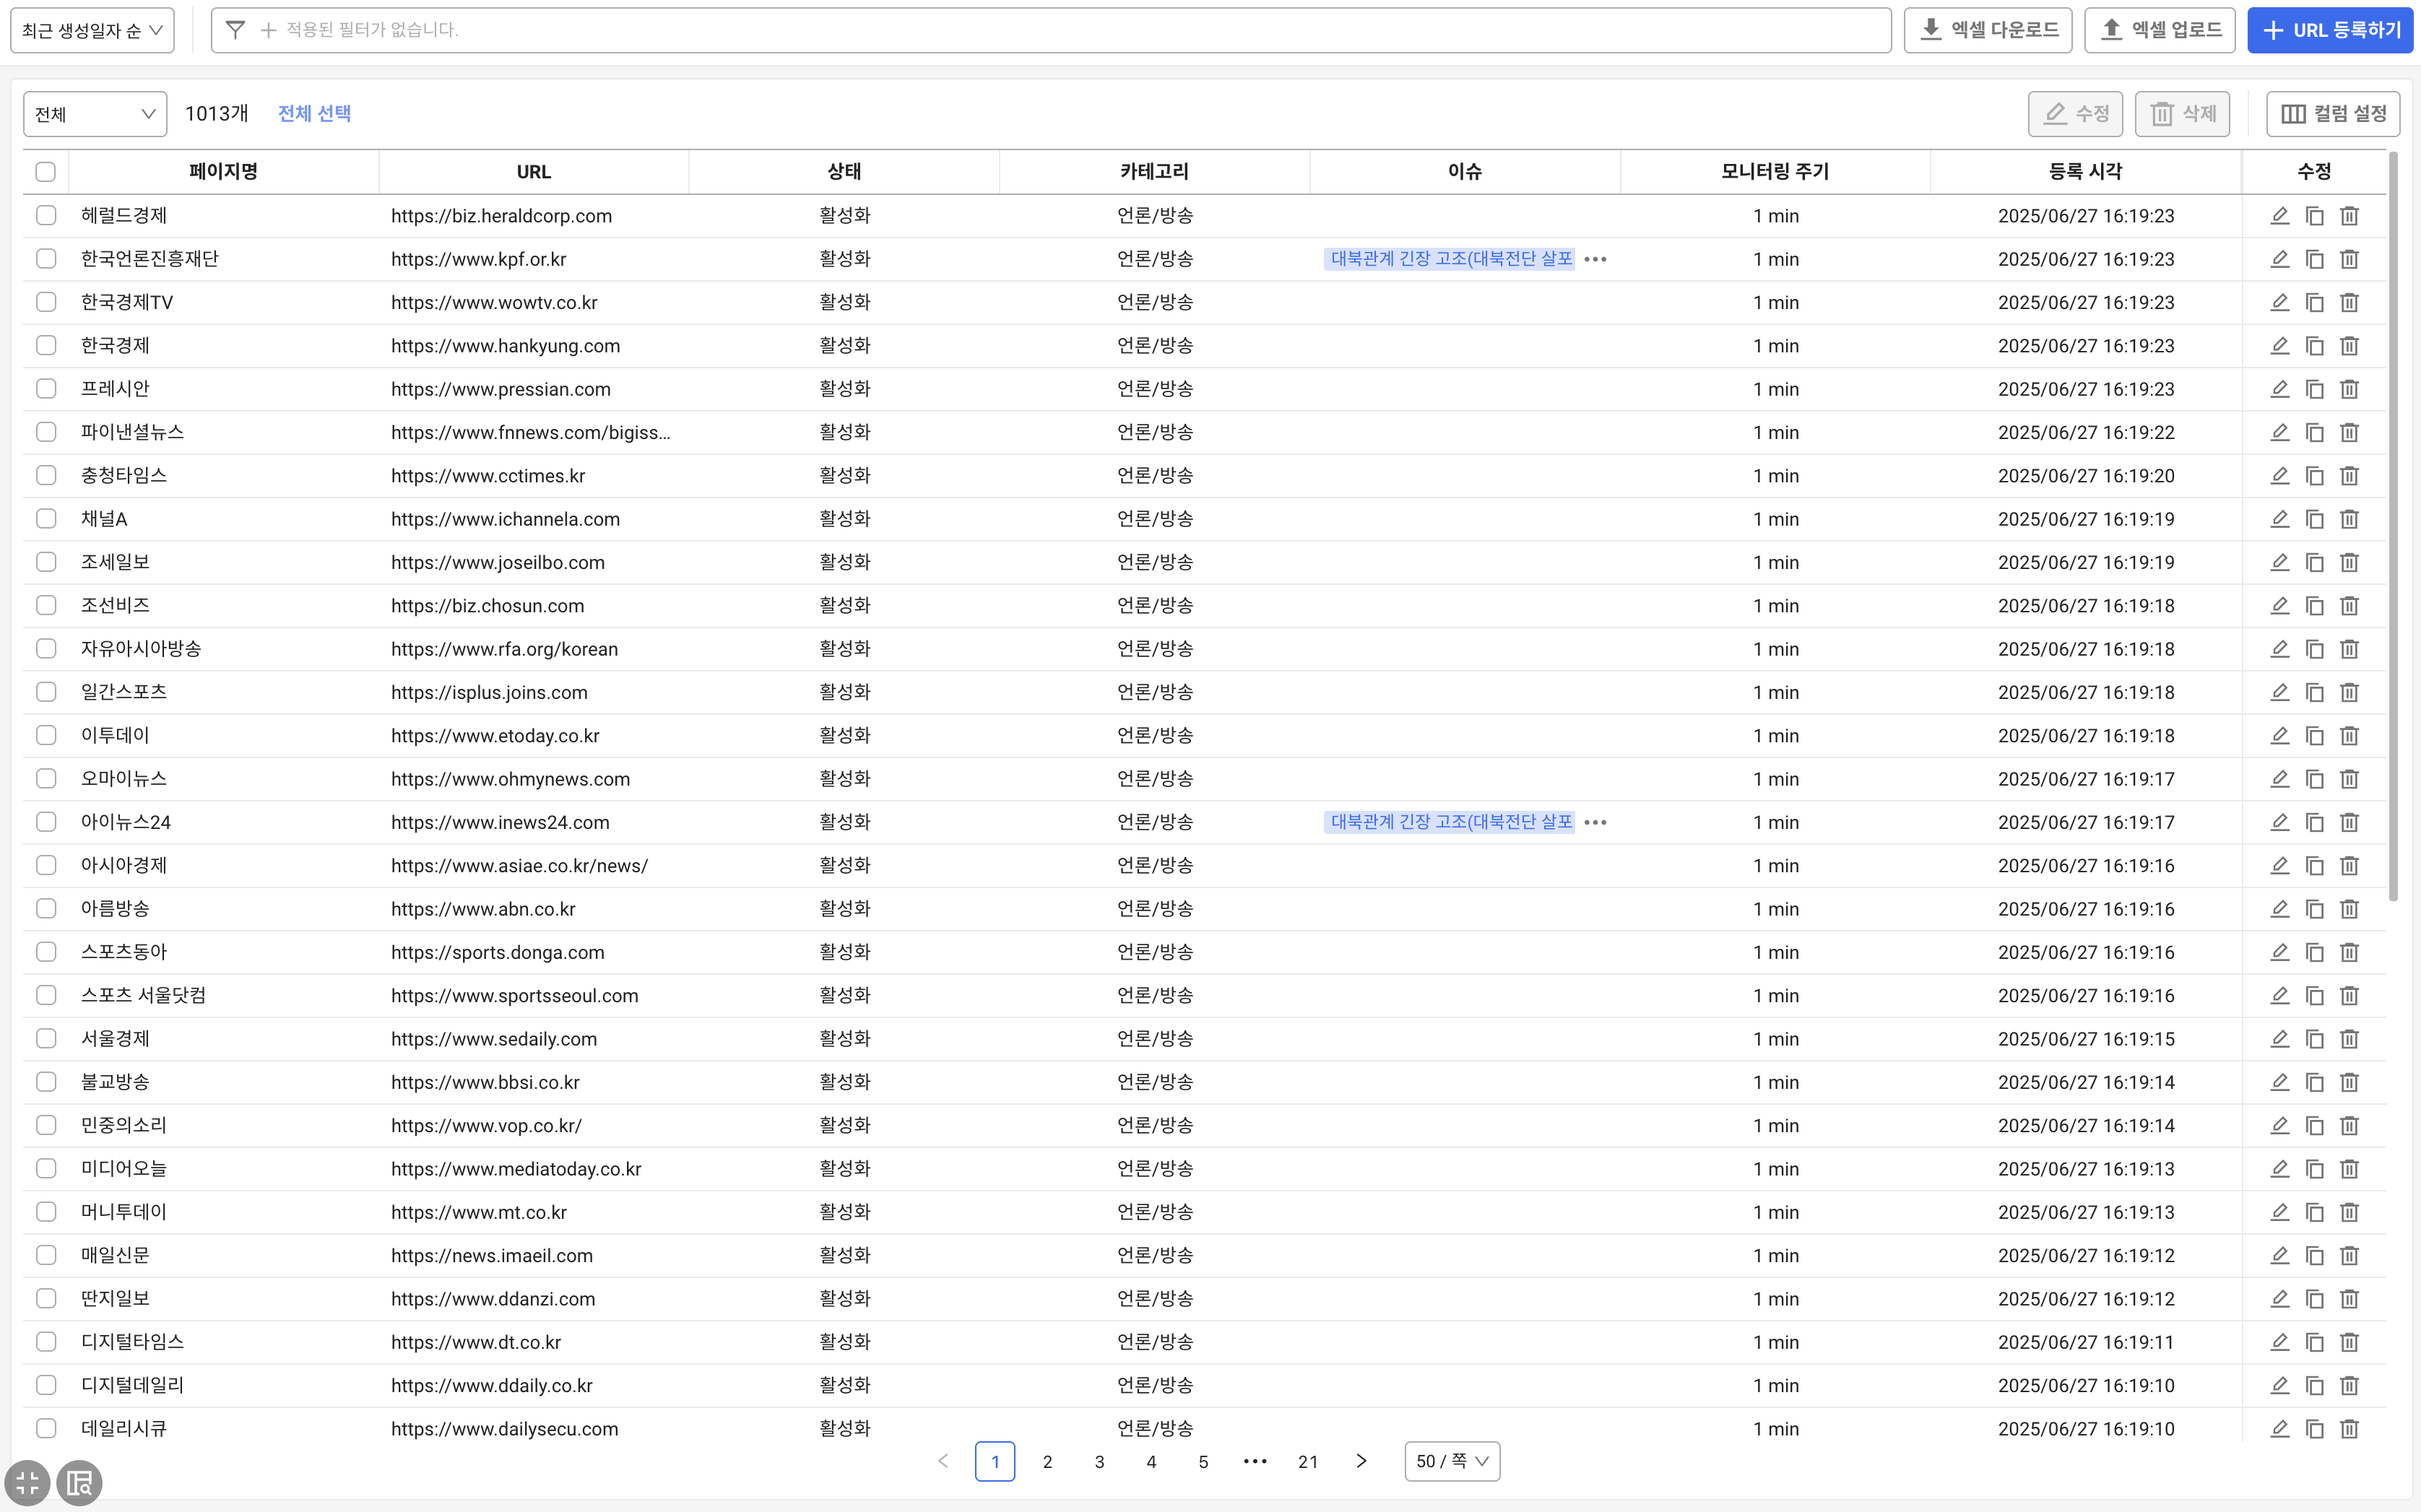 최근 생성일자 순 적용된 필터가 없습니다. 엑셀 다운로드 엑셀 업로드 URL 등록하기
전체 1013개 전체 선택 수정 삭제 컬럼 설정
페이지명 URL 상태 카테고리 이슈 모니터링 주기 등록 시각 수정
헤럴드경제 https://biz.heraldcorp.com 활성화 언론/방송 1 min 2025/06/27 16:19:23
한국언론진흥재단 https://www.kpf.or.kr 활성화 언론/방송 대북관계 긴장 고조(대북전단 살포 ••• 1 min 2025/06/27 16:19:23
한국경제TV https://www.wowtv.co.kr 활성화 언론/방송 1 min 2025/06/27 16:19:23
한국경제 https://www.hankyung.com 활성화 언론/방송 1 min 2025/06/27 16:19:23
프레시안 https://www.pressian.com 활성화 언론/방송 1 min 2025/06/27 16:19:23
파이낸셜뉴스 https://www.fnnews.com/bigiss... 활성화 언론/방송 1 min 2025/06/27 16:19:22
충청타임스 https://www.cctimes.kr 활성화 언론/방송 1 min 2025/06/27 16:19:20
채널A https://www.ichannela.com 활성화 언론/방송 1 min 2025/06/27 16:19:19
조세일보 https://www.joseilbo.com 활성화 언론/방송 1 min 2025/06/27 16:19:19
조선비즈 https://biz.chosun.com 활성화 언론/방송 1 min 2025/06/27 16:19:18
자유아시아방송 https://www.rfa.org/korean 활성화 언론/방송 1 min 2025/06/27 16:19:18
일간스포츠 https://isplus.joins.com 활성화 언론/방송 1 min 2025/06/27 16:19:18
이투데이 https://www.etoday.co.kr 활성화 언론/방송 1 min 2025/06/27 16:19:18
오마이뉴스 https://www.ohmynews.com 활성화 언론/방송 1 min 2025/06/27 16:19:17
아이뉴스24 https://www.inews24.com 활성화 언론/방송 대북관계 긴장 고조(대북전단 살포 ••• 1 min 2025/06/27 16:19:17
아시아경제 https://www.asiae.co.kr/news/ 활성화 언론/방송 1 min 2025/06/27 16:19:16
아름방송 https://www.abn.co.kr 활성화 언론/방송 1 min 2025/06/27 16:19:16
스포츠동아 https://sports.donga.com 활성화 언론/방송 1 min 2025/06/27 16:19:16
스포츠 서울닷컴 https://www.sportsseoul.com 활성화 언론/방송 1 min 2025/06/27 16:19:16
서울경제 https://www.sedaily.com 활성화 언론/방송 1 min 2025/06/27 16:19:15
불교방송 https://www.bbsi.co.kr 활성화 언론/방송 1 min 2025/06/27 16:19:14
민중의소리 https://www.vop.co.kr/ 활성화 언론/방송 1 min 2025/06/27 16:19:14
미디어오늘 https://www.mediatoday.co.kr 활성화 언론/방송 1 min 2025/06/27 16:19:13
머니투데이 https://www.mt.co.kr 활성화 언론/방송 1 min 2025/06/27 16:19:13
매일신문 https://news.imaeil.com 활성화 언론/방송 1 min 2025/06/27 16:19:12
딴지일보 https://www.ddanzi.com 활성화 언론/방송 1 min 2025/06/27 16:19:12
디지털타임스 https://www.dt.co.kr 활성화 언론/방송 1 min 2025/06/27 16:19:11
디지털데일리 https://www.ddaily.co.kr 활성화 언론/방송 1 min 2025/06/27 16:19:10
데일리시큐 https://www.dailysecu.com 활성화 언론/방송 1 min 2025/06/27 16:19:10
1 2 3 4 5 ••• 21 50 / 쪽